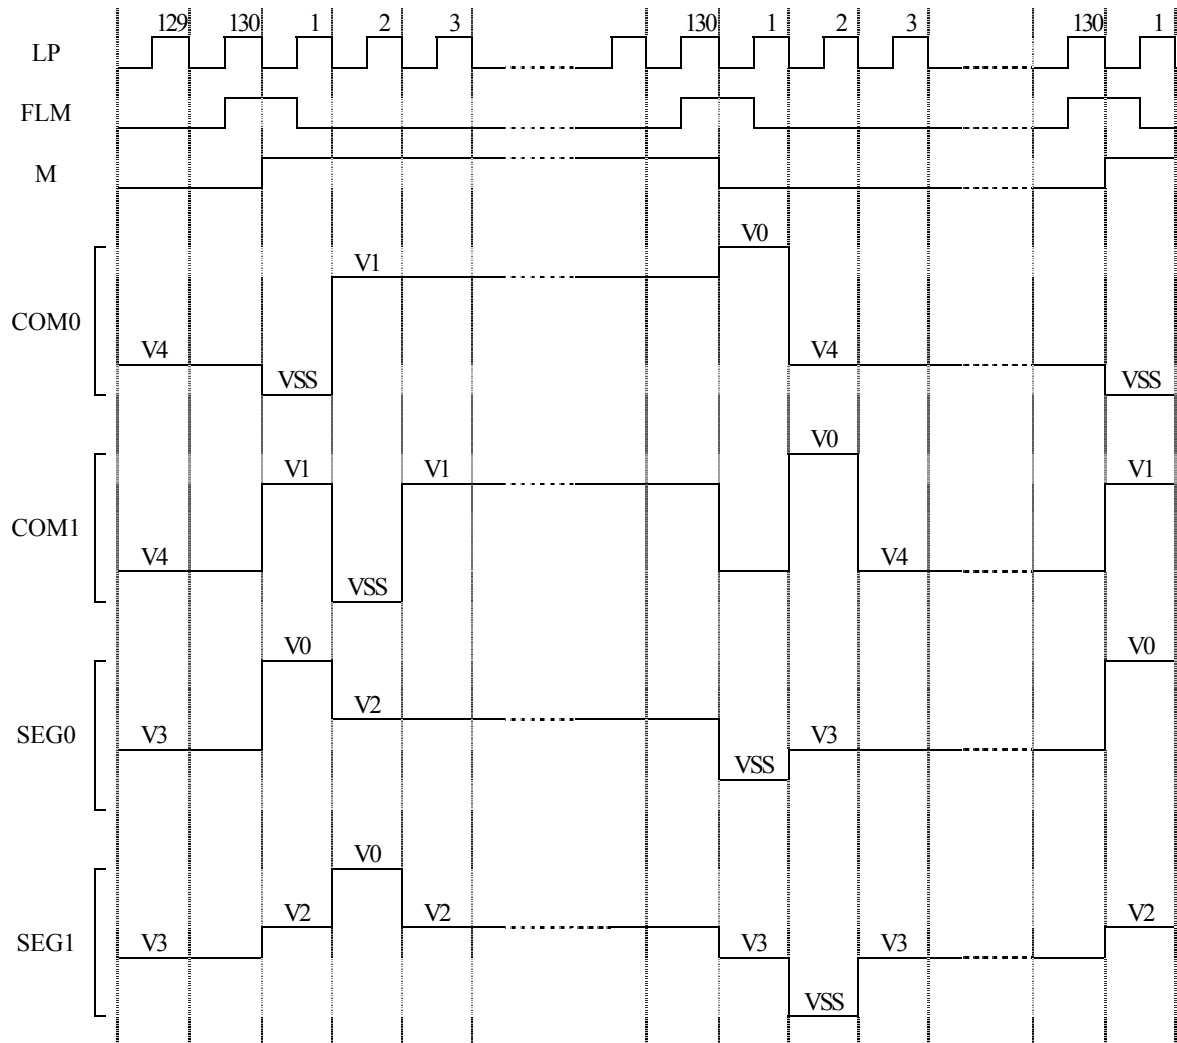 129 130 1 2 3 130 1 2 3 130 1
LP
FLM
M
V0
V1
COM0
V4 V4
VSS VSS
V0
V1 V1 V1
COM1
V4 V4
VSS
V0 V0
V2
SEG0 V3 V3
VSS
V0
V2 V2 V2
SEG1 V3 V3 V3
VSS